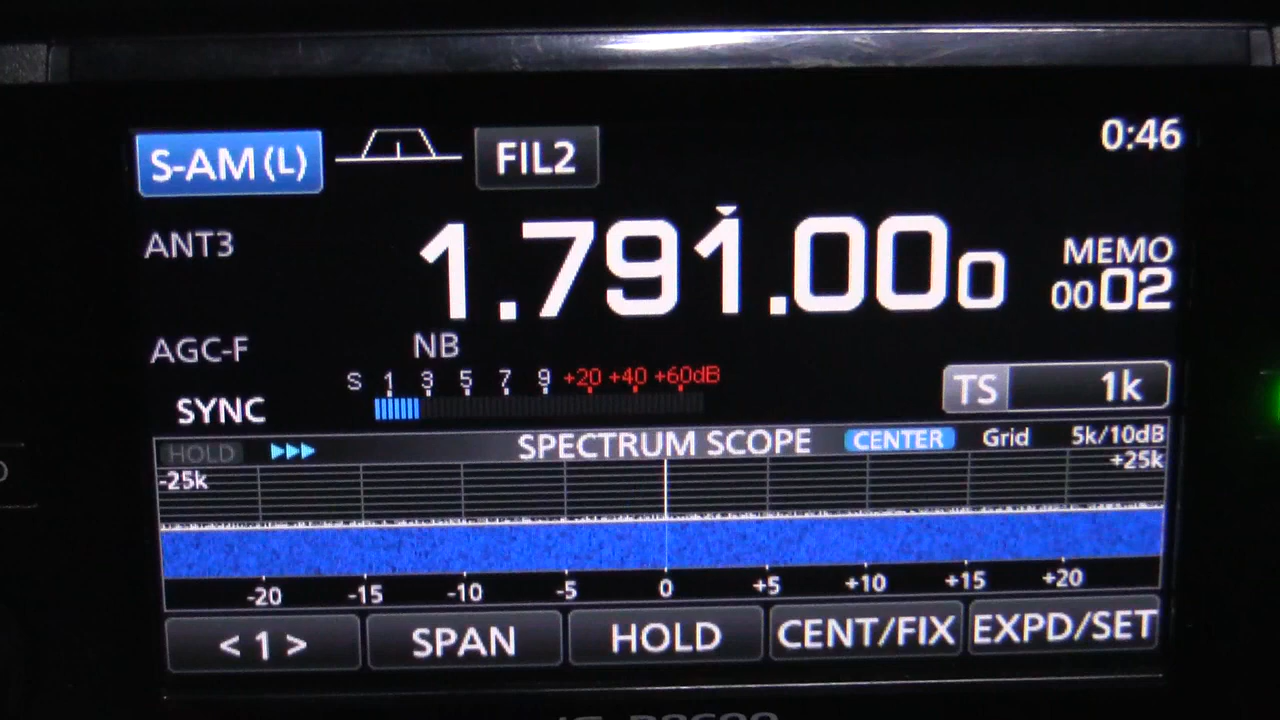 S-AM(L) FIL2 0:46
ANT3 1.791.000 MEMO
0002
AGC-F NB
S 1 3 5 7 9 +20 +40 +60dB
SYNC TS 1k
HOLD SPECTRUM SCOPE CENTER Grid 5k/10dB
-25k +25k
-20 -15 -10 -5 0 +5 +10 +15 +20
< 1 > SPAN HOLD CENT/FIX EXPD/SET